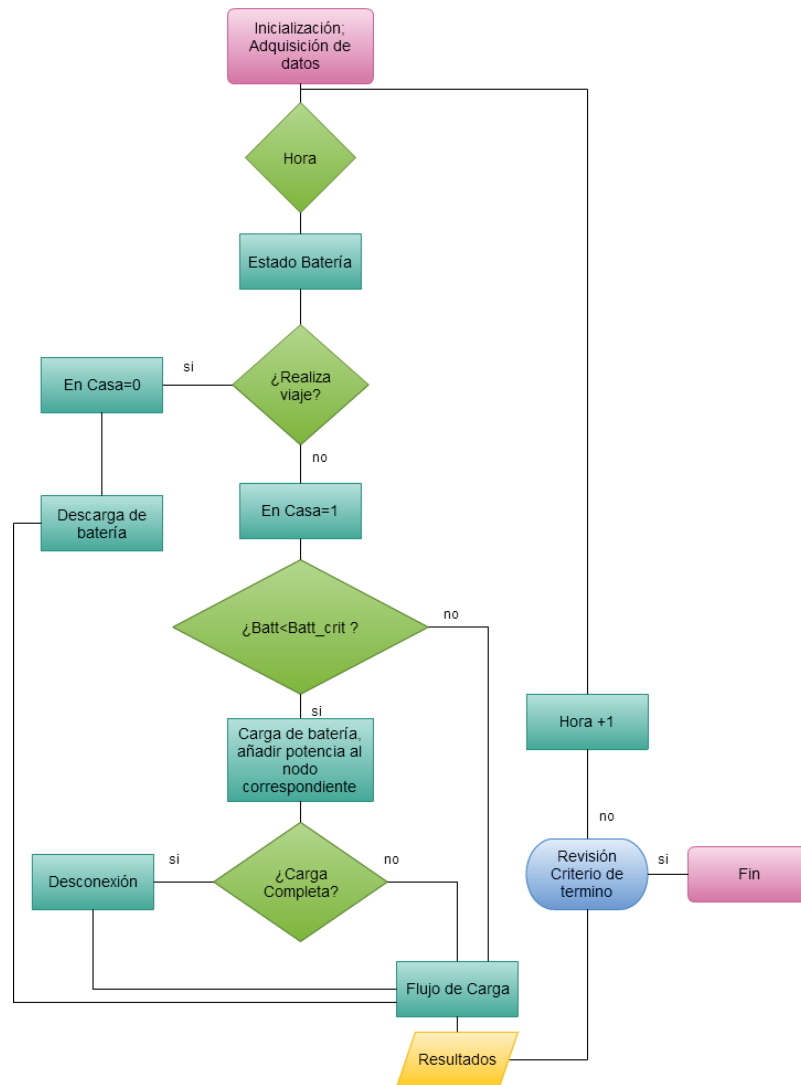 Inicialización;
Adquisición de
datos
Hora
Estado Batería
¿Realiza
viaje?
si
En Casa=0
no
Descarga de
batería
En Casa=1
¿Batt<Batt_crit ?
no
si
Carga de batería,
añadir potencia al
nodo
correspondiente
Hora +1
no
¿Carga
Completa?
si
no
Desconexión
Revisión
Criterio de
termino
si
Fin
Flujo de Carga
Resultados